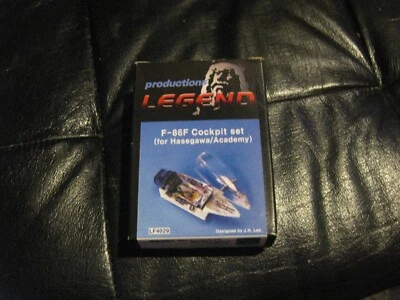 productions
LEGEND
F-86F Cockpit set
(for Hasegawa/Academy)
LF4029
Designed by J.H. Lee